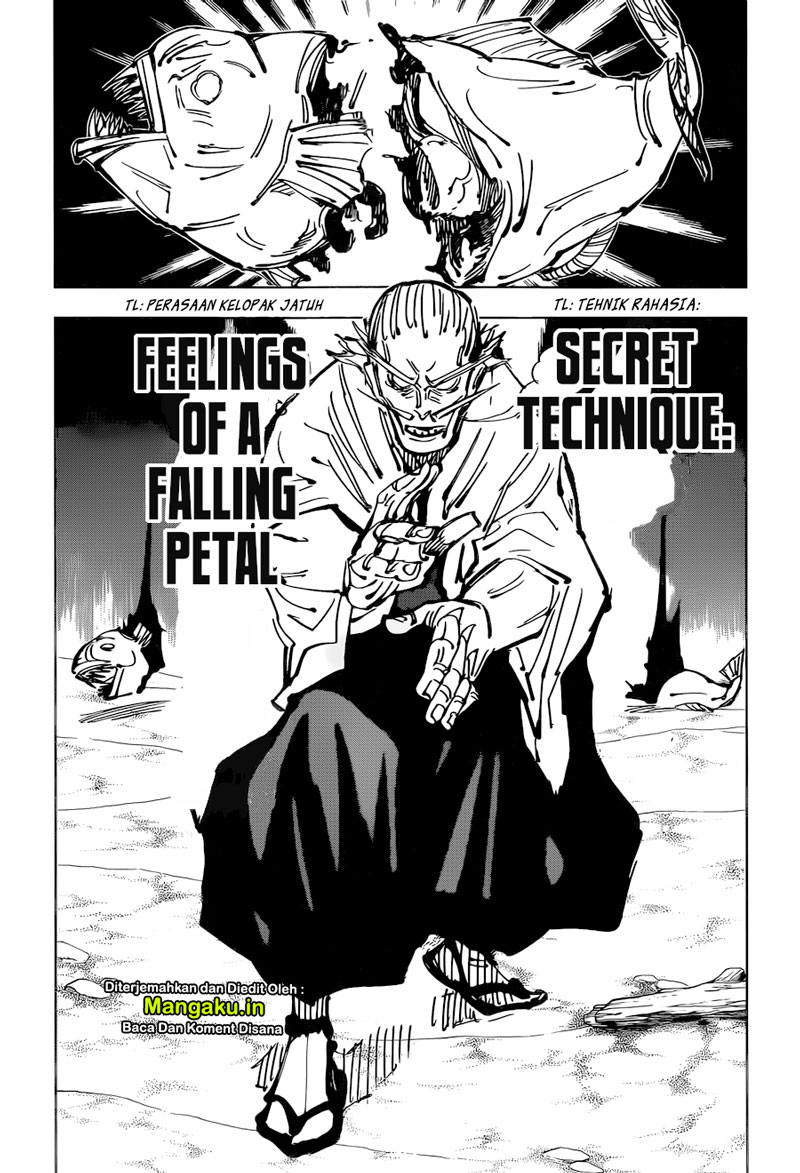 TL: TEHNIK RAHASIA:
SECRET
TECHNIQUE:
TL: PERASAAN KELOPAK JATUH
FEELINGS
OF A
FALLING
PETAL
Diterjemahkan dan Diedit Oleh :
Mangaku.in
Baca Dan Koment Disana